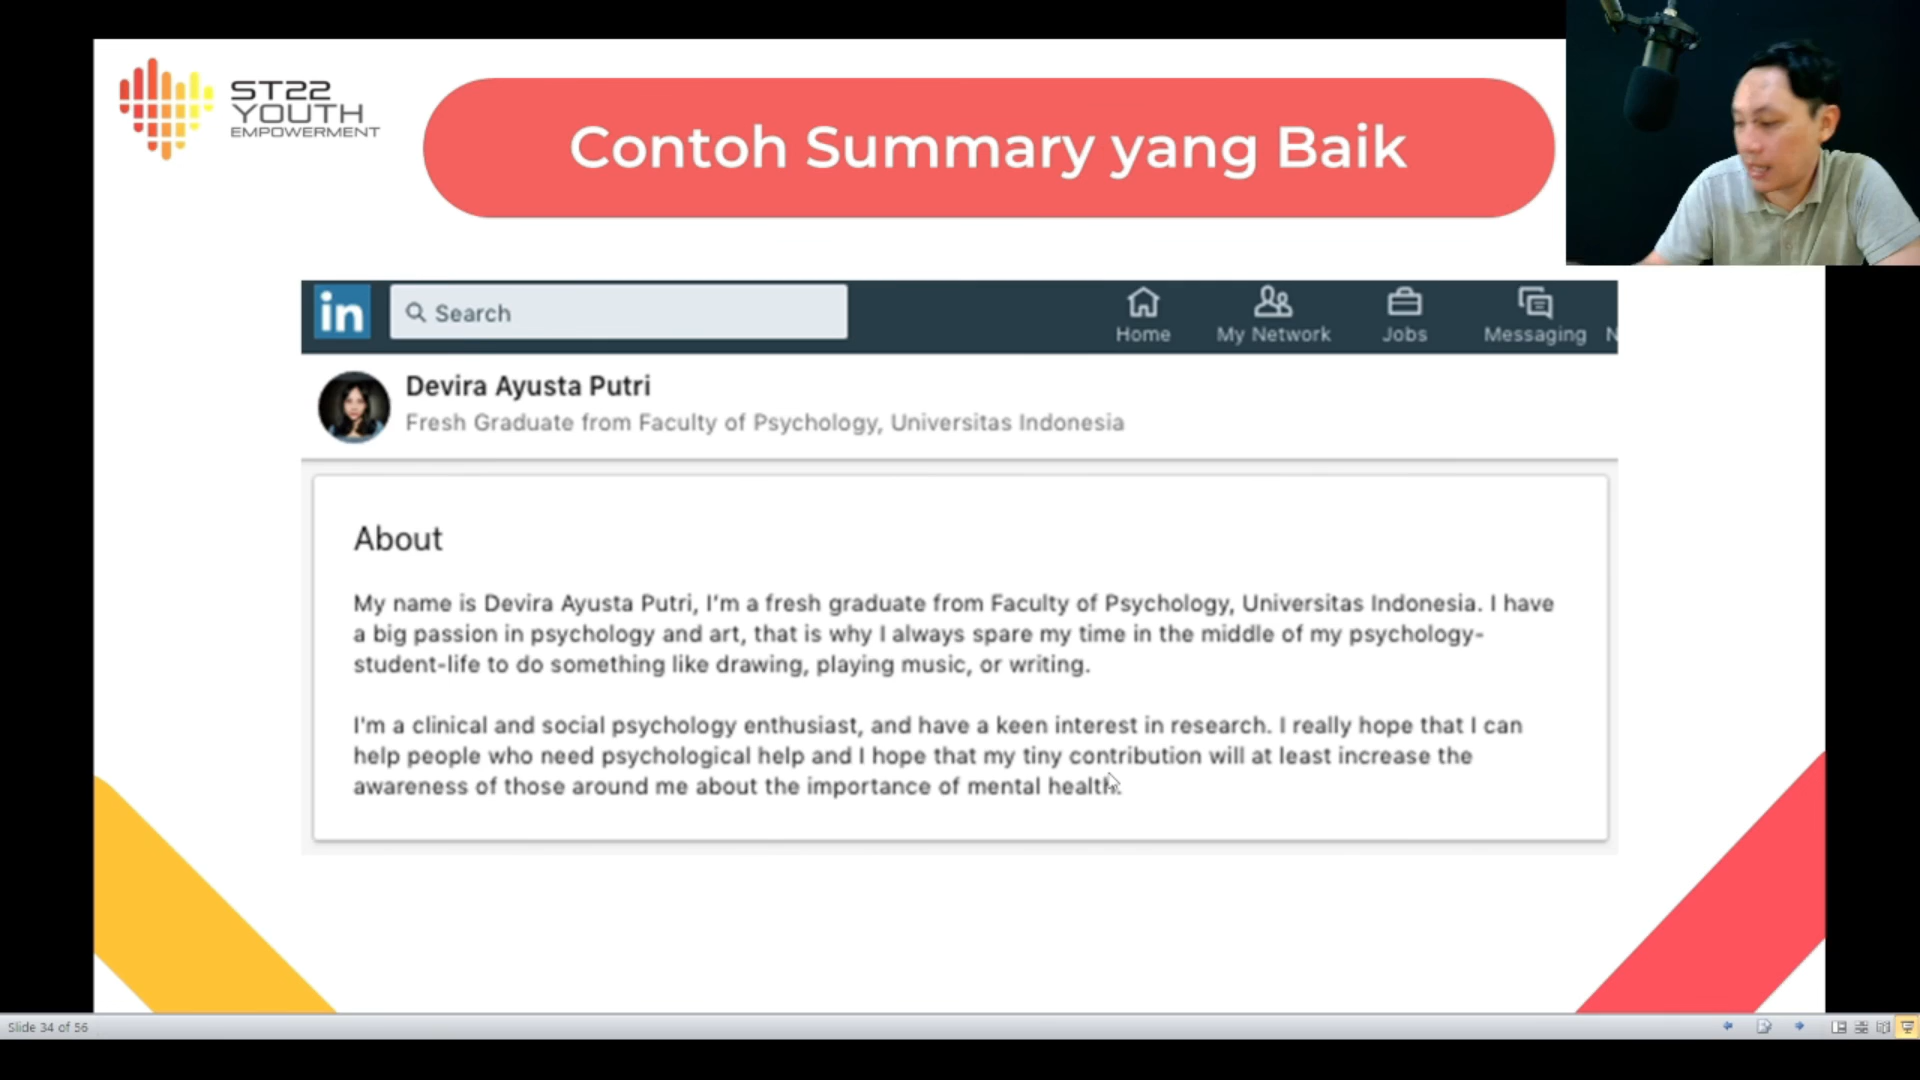 ST22
YOUTH
EMPOWERMENT
Contoh Summary yang Baik
in
Search
Home
My Network
Jobs
Messaging
N
Devira Ayusta Putri
Fresh Graduate from Faculty of Psychology, Universitas Indonesia
About
My name is Devira Ayusta Putri, I'm a fresh graduate from Faculty of Psychology, Universitas Indonesia. I have
a big passion in psychology and art, that is why I always spare my time in the middle of my psychology-
student-life to do something like drawing, playing music, or writing.
I'm a clinical and social psychology enthusiast, and have a keen interest in research. I really hope that I can
help people who need psychological help and I hope that my tiny contribution will at least increase the
awareness of those around me about the importance of mental health.
Slide 34 of 56